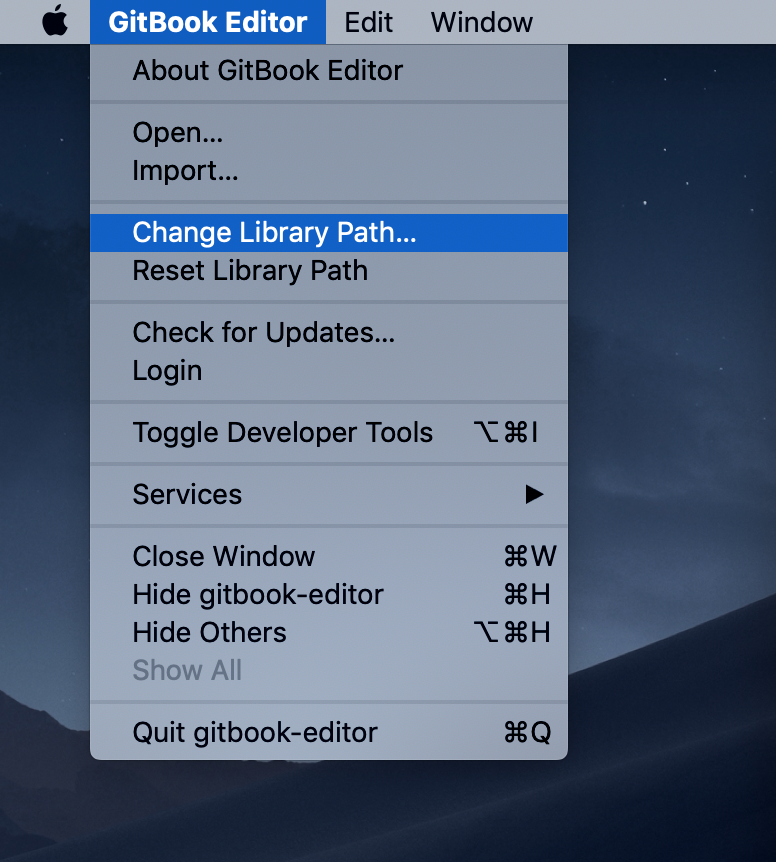 GitBook Editor Edit Window
About GitBook Editor
Open...
Import...
Change Library Path...
Reset Library Path
Check for Updates...
Login
Toggle Developer Tools ⌥⌘I
Services ▶
Close Window ⌘W
Hide gitbook-editor ⌘H
Hide Others ⌥⌘H
Show All
Quit gitbook-editor ⌘Q